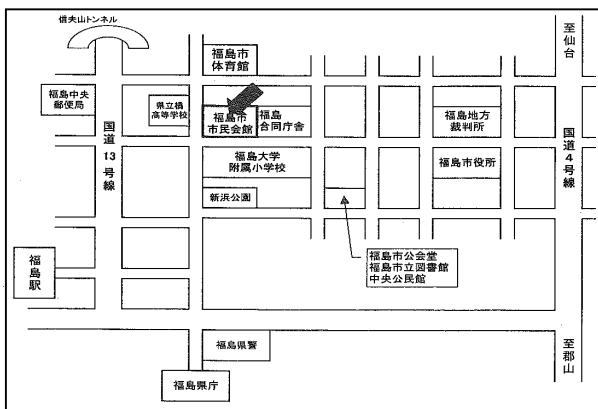 信夫山トンネル
至仙台
福島市
体育館
福島中央
郵便局
県立橘
高等学校
福島市
市民会館
福島
合同庁舎
福島地方
裁判所
国道13号線
国道4号線
福島大学
附属小学校
福島市役所
新浜公園
福島駅
福島市公会堂
福島市立図書館
中央公民館
福島県警
至郡山
福島県庁